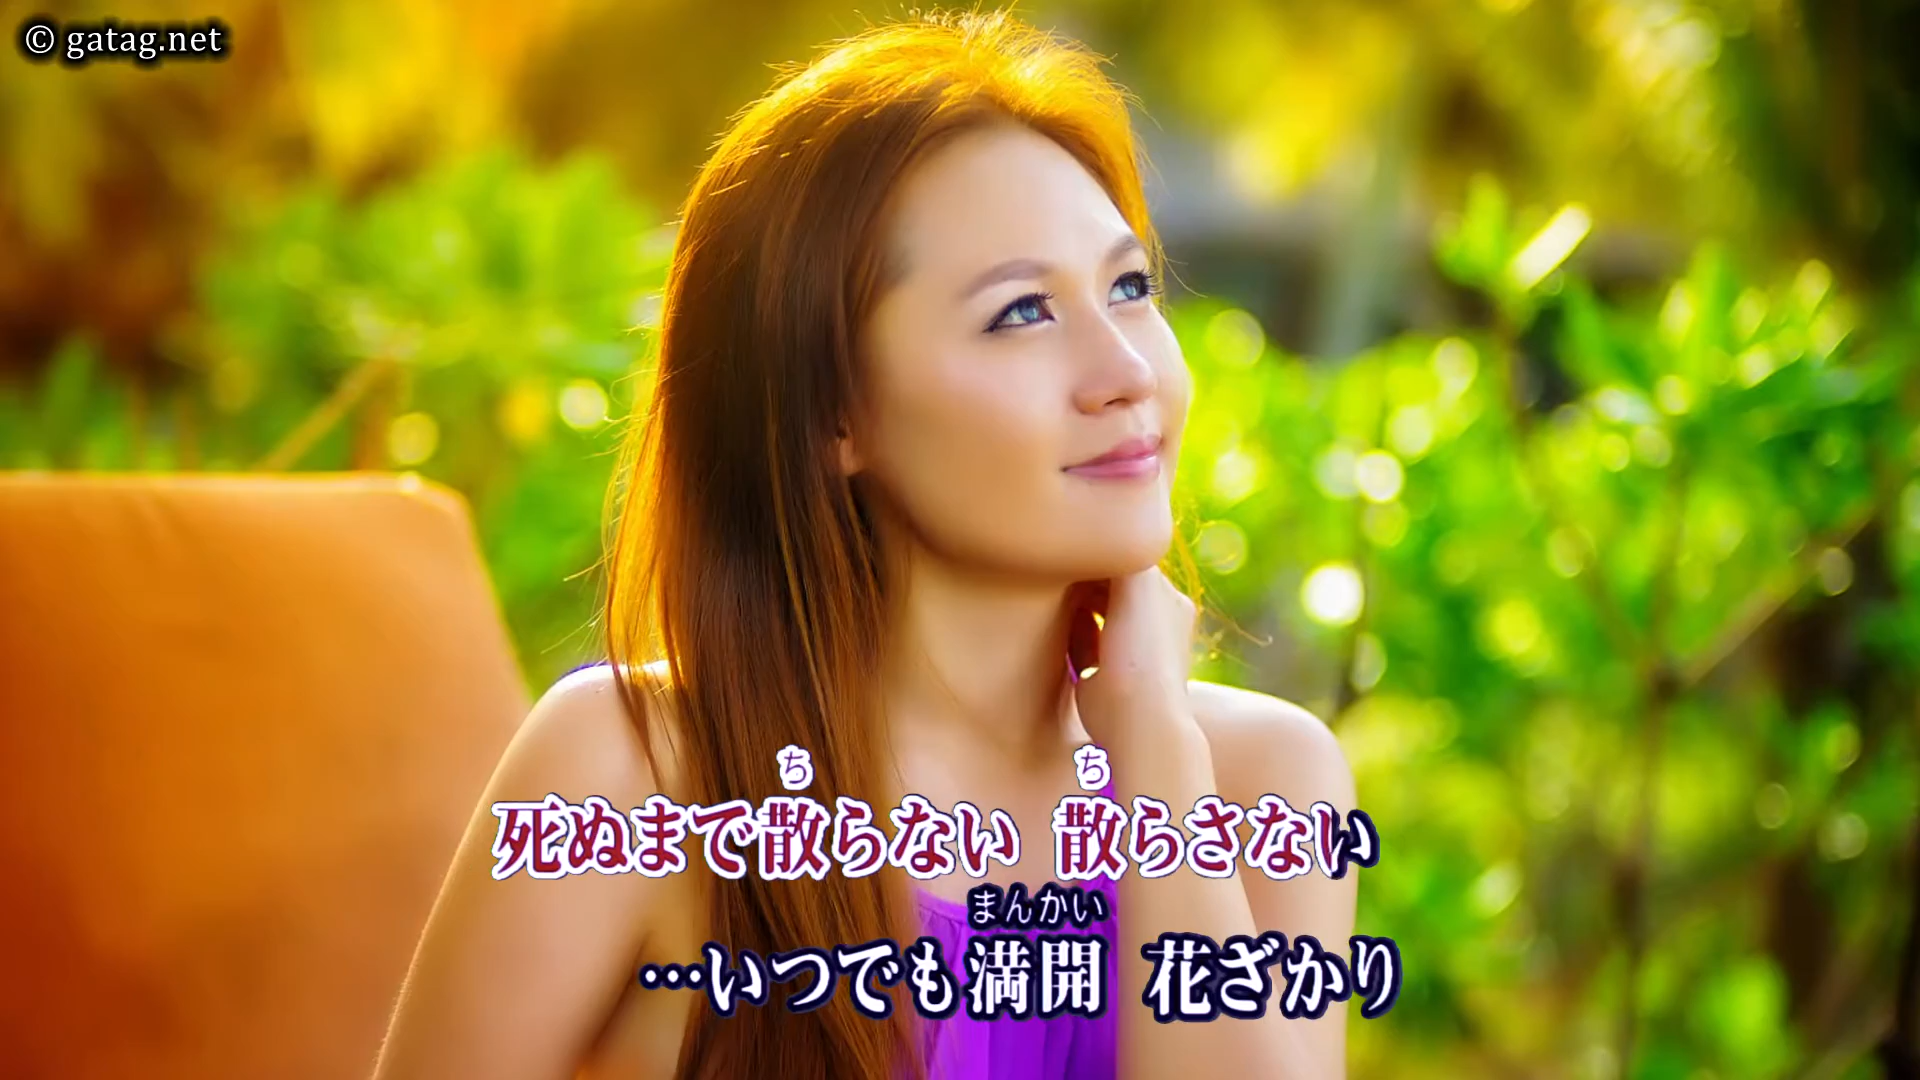 © gatag.net
ち ち
死ぬまで散らない 散らさない
まんかい
…いつでも満開 花ざかり